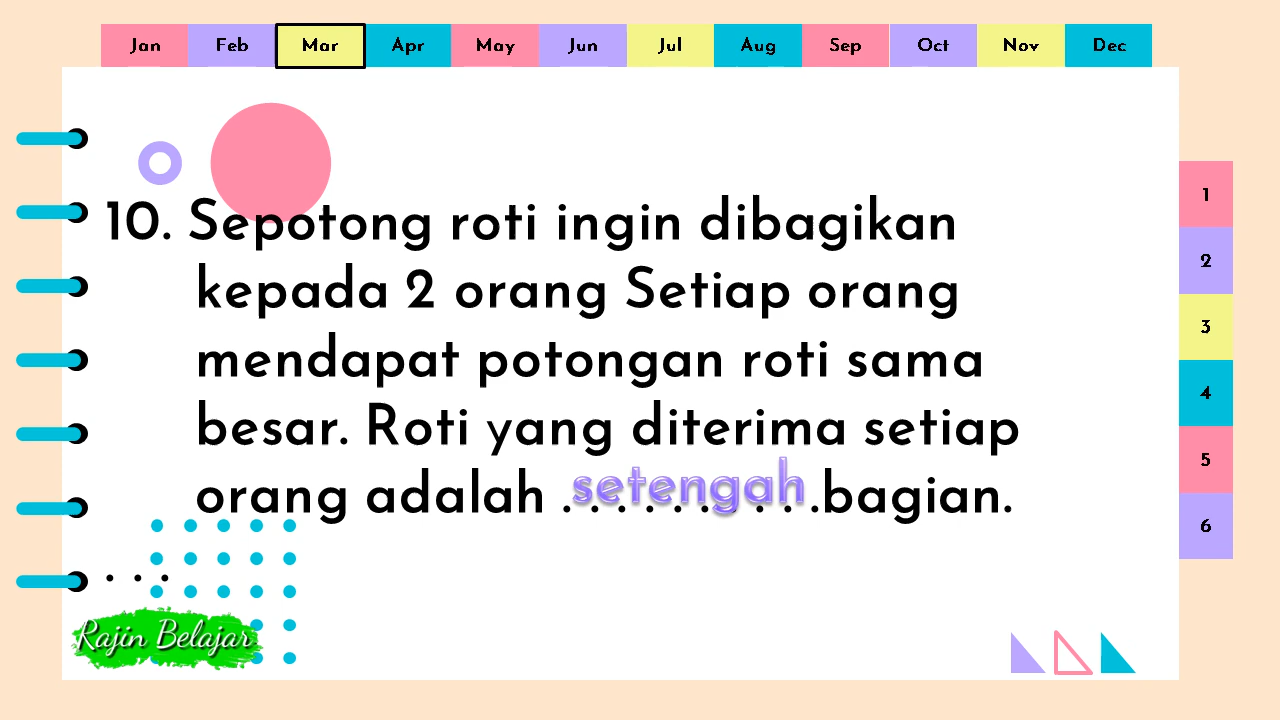 Jan Feb Mar Apr May Jun Jul Aug Sep Oct Nov Dec
10. Sepotong roti ingin dibagikan
kepada 2 orang Setiap orang
mendapat potongan roti sama
besar. Roti yang diterima setiap
orang adalah . . . . . . . . . .bagian.
setengah
. . .
Rajin Belajar
1
2
3
4
5
6